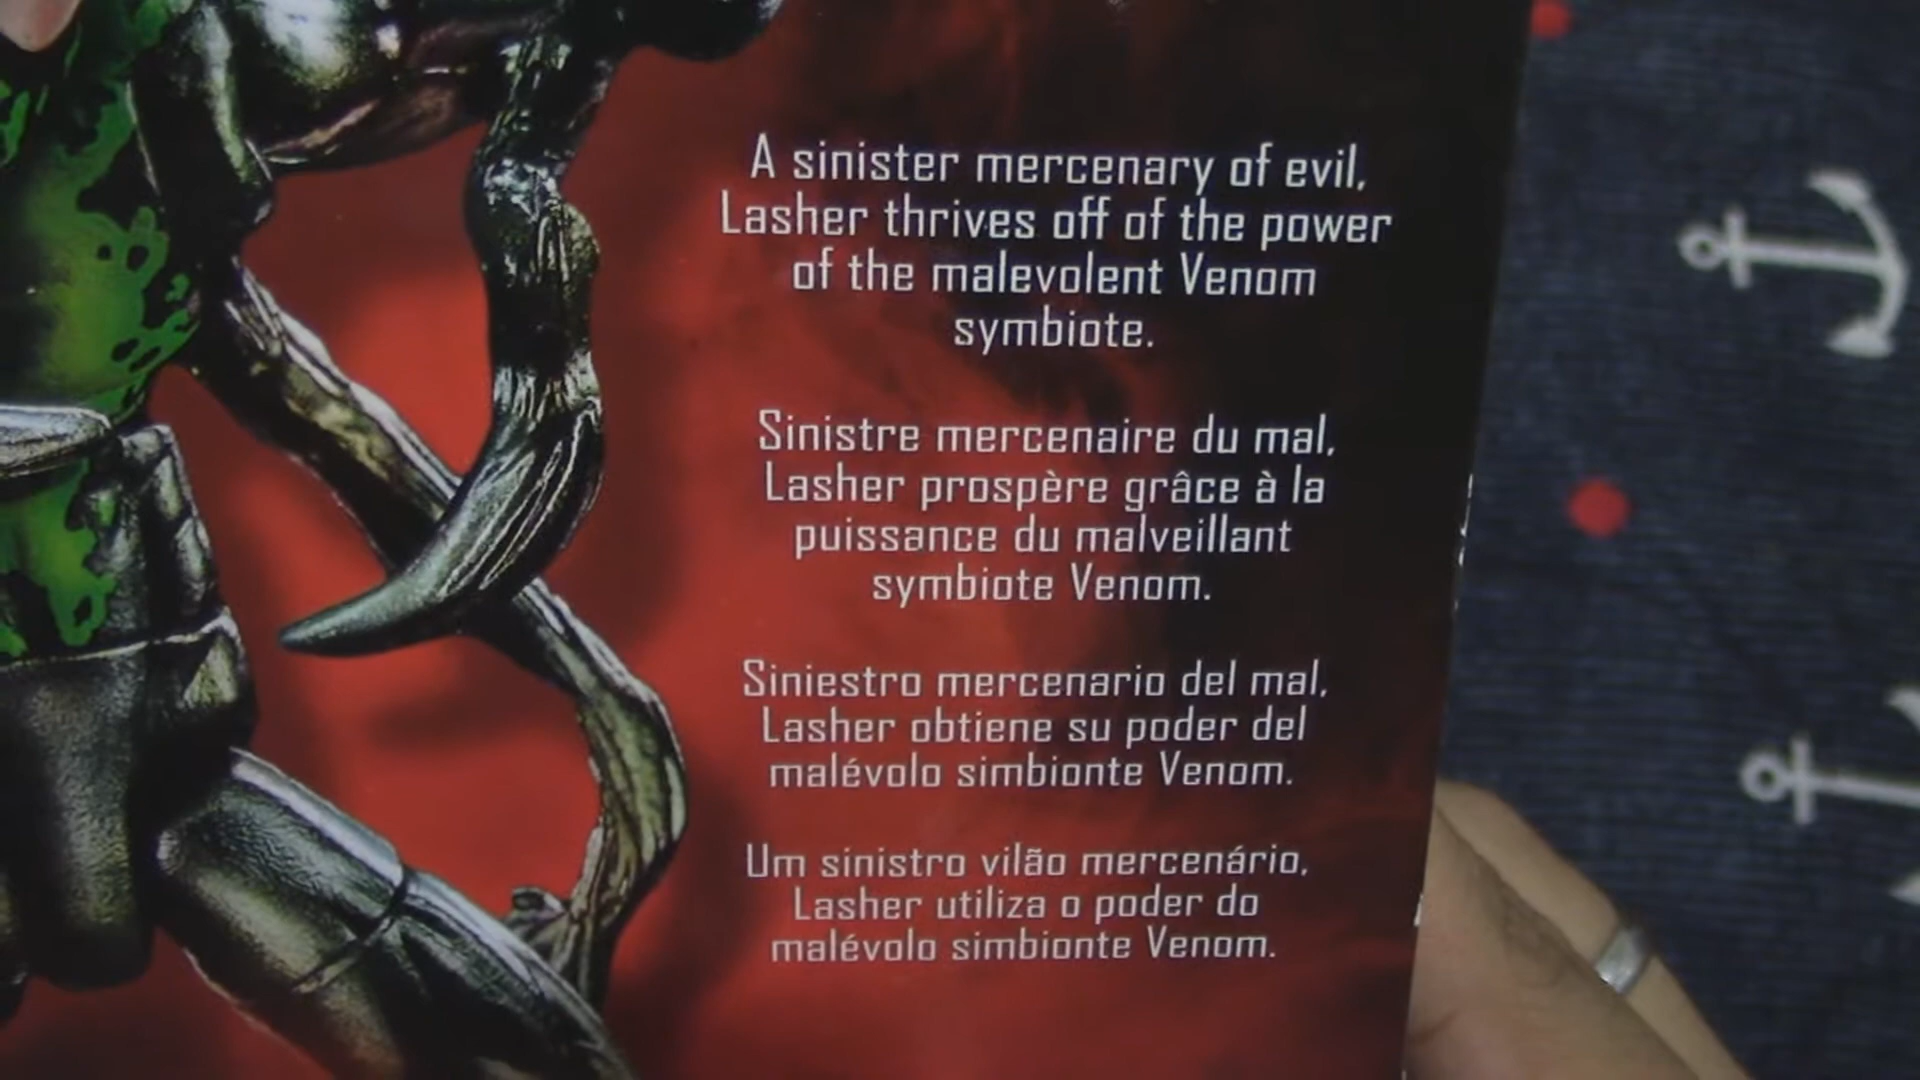 A sinister mercenary of evil,
Lasher thrives off of the power
of the malevolent Venom
symbiote.
Sinistre mercenaire du mal,
Lasher prospère grâce à la
puissance du malveillant
symbiote Venom.
Siniestro mercenario del mal,
Lasher obtiene su poder del
malévolo simbionte Venom.
Um sinistro vilão mercenário,
Lasher utiliza o poder do
malévolo simbionte Venom.